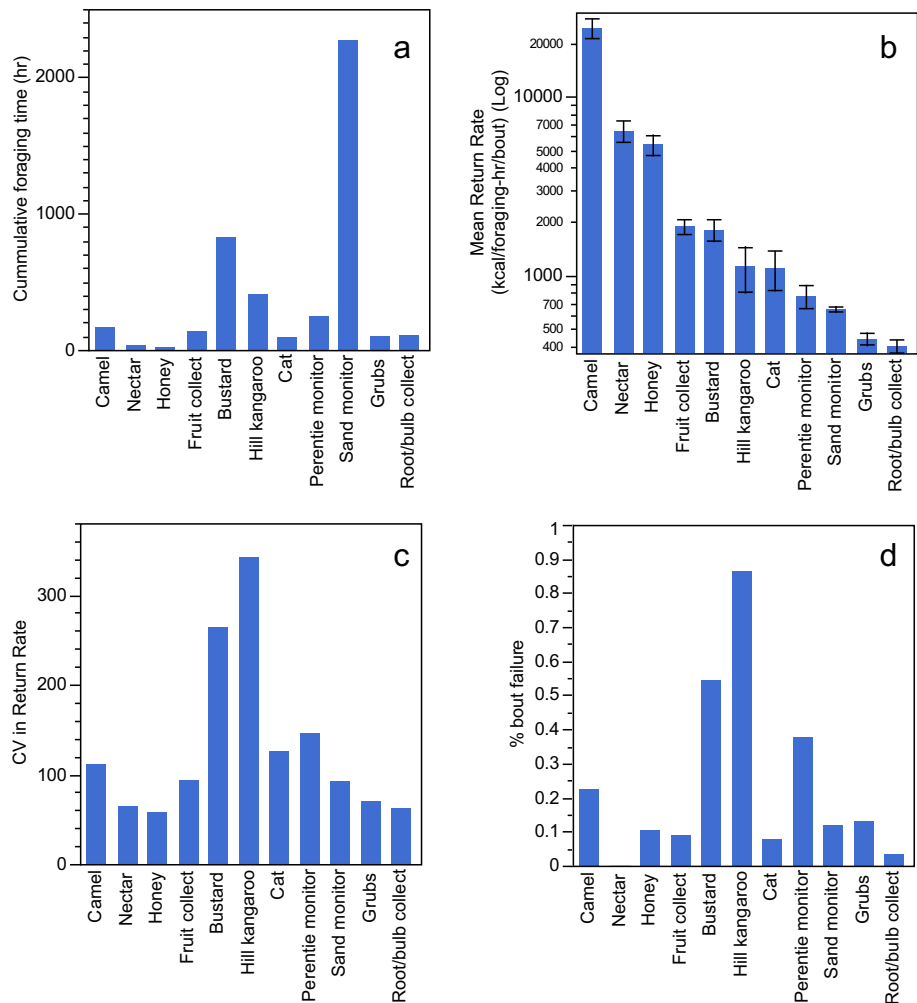 a
Cummulative foraging time (hr)
2000
1000
0
Camel
Nectar
Honey
Fruit collect
Bustard
Hill kangaroo
Cat
Perentie monitor
Sand monitor
Grubs
Root/bulb collect
b
Mean Return Rate
(kcal/foraging-hr/bout) (Log)
20000
10000
7000
5000
4000
3000
2000
1000
700
500
400
Camel
Nectar
Honey
Fruit collect
Bustard
Hill kangaroo
Cat
Perentie monitor
Sand monitor
Grubs
Root/bulb collect
c
CV in Return Rate
300
200
100
0
Camel
Nectar
Honey
Fruit collect
Bustard
Hill kangaroo
Cat
Perentie monitor
Sand monitor
Grubs
Root/bulb collect
d
% bout failure
1
0.9
0.8
0.7
0.6
0.5
0.4
0.3
0.2
0.1
0
Camel
Nectar
Honey
Fruit collect
Bustard
Hill kangaroo
Cat
Perentie monitor
Sand monitor
Grubs
Root/bulb collect